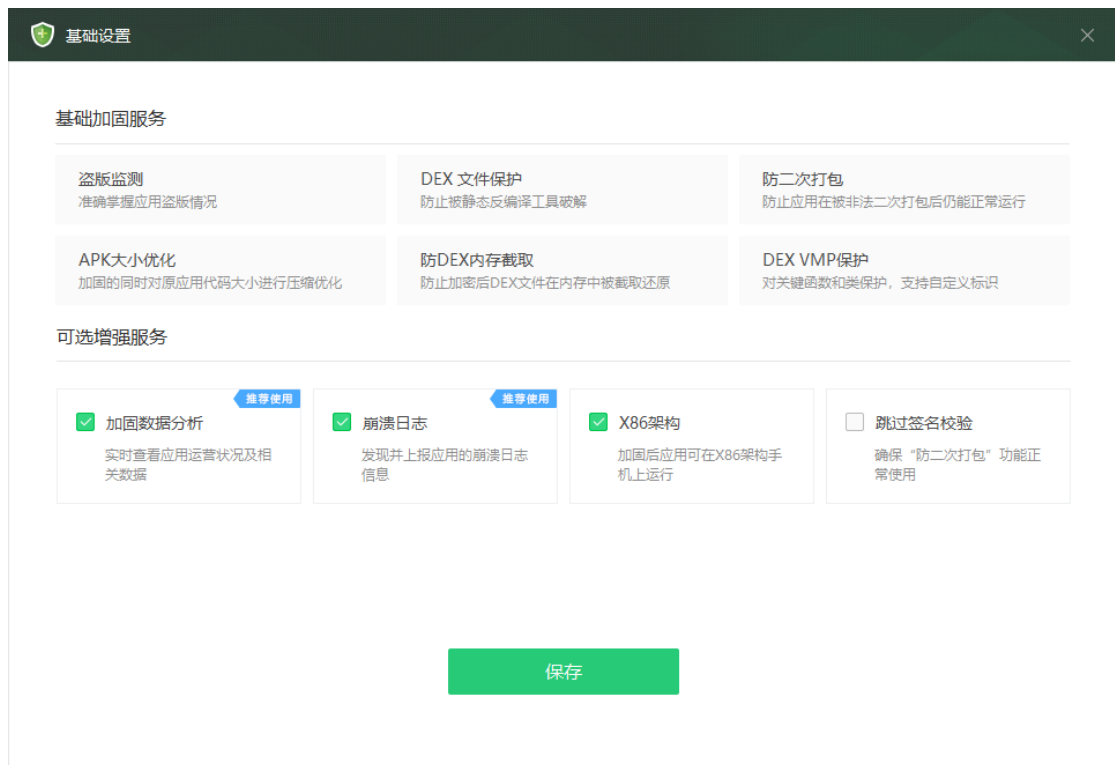 基础设置
基础加固服务
盗版监测
准确掌握应用盗版情况
DEX 文件保护
防止被静态反编译工具破解
防二次打包
防止应用在被非法二次打包后仍能正常运行
APK大小优化
加固的同时对原应用代码大小进行压缩优化
防DEX内存截取
防止加密后DEX文件在内存中被截取还原
DEX VMP保护
对关键函数和类保护，支持自定义标识
可选增强服务
推荐使用
加固数据分析
实时查看应用运营状况及相
关数据
推荐使用
崩溃日志
发现并上报应用的崩溃日志
信息
X86架构
加固后应用可在X86架构手
机上运行
跳过签名校验
确保“防二次打包”功能正
常使用
保存